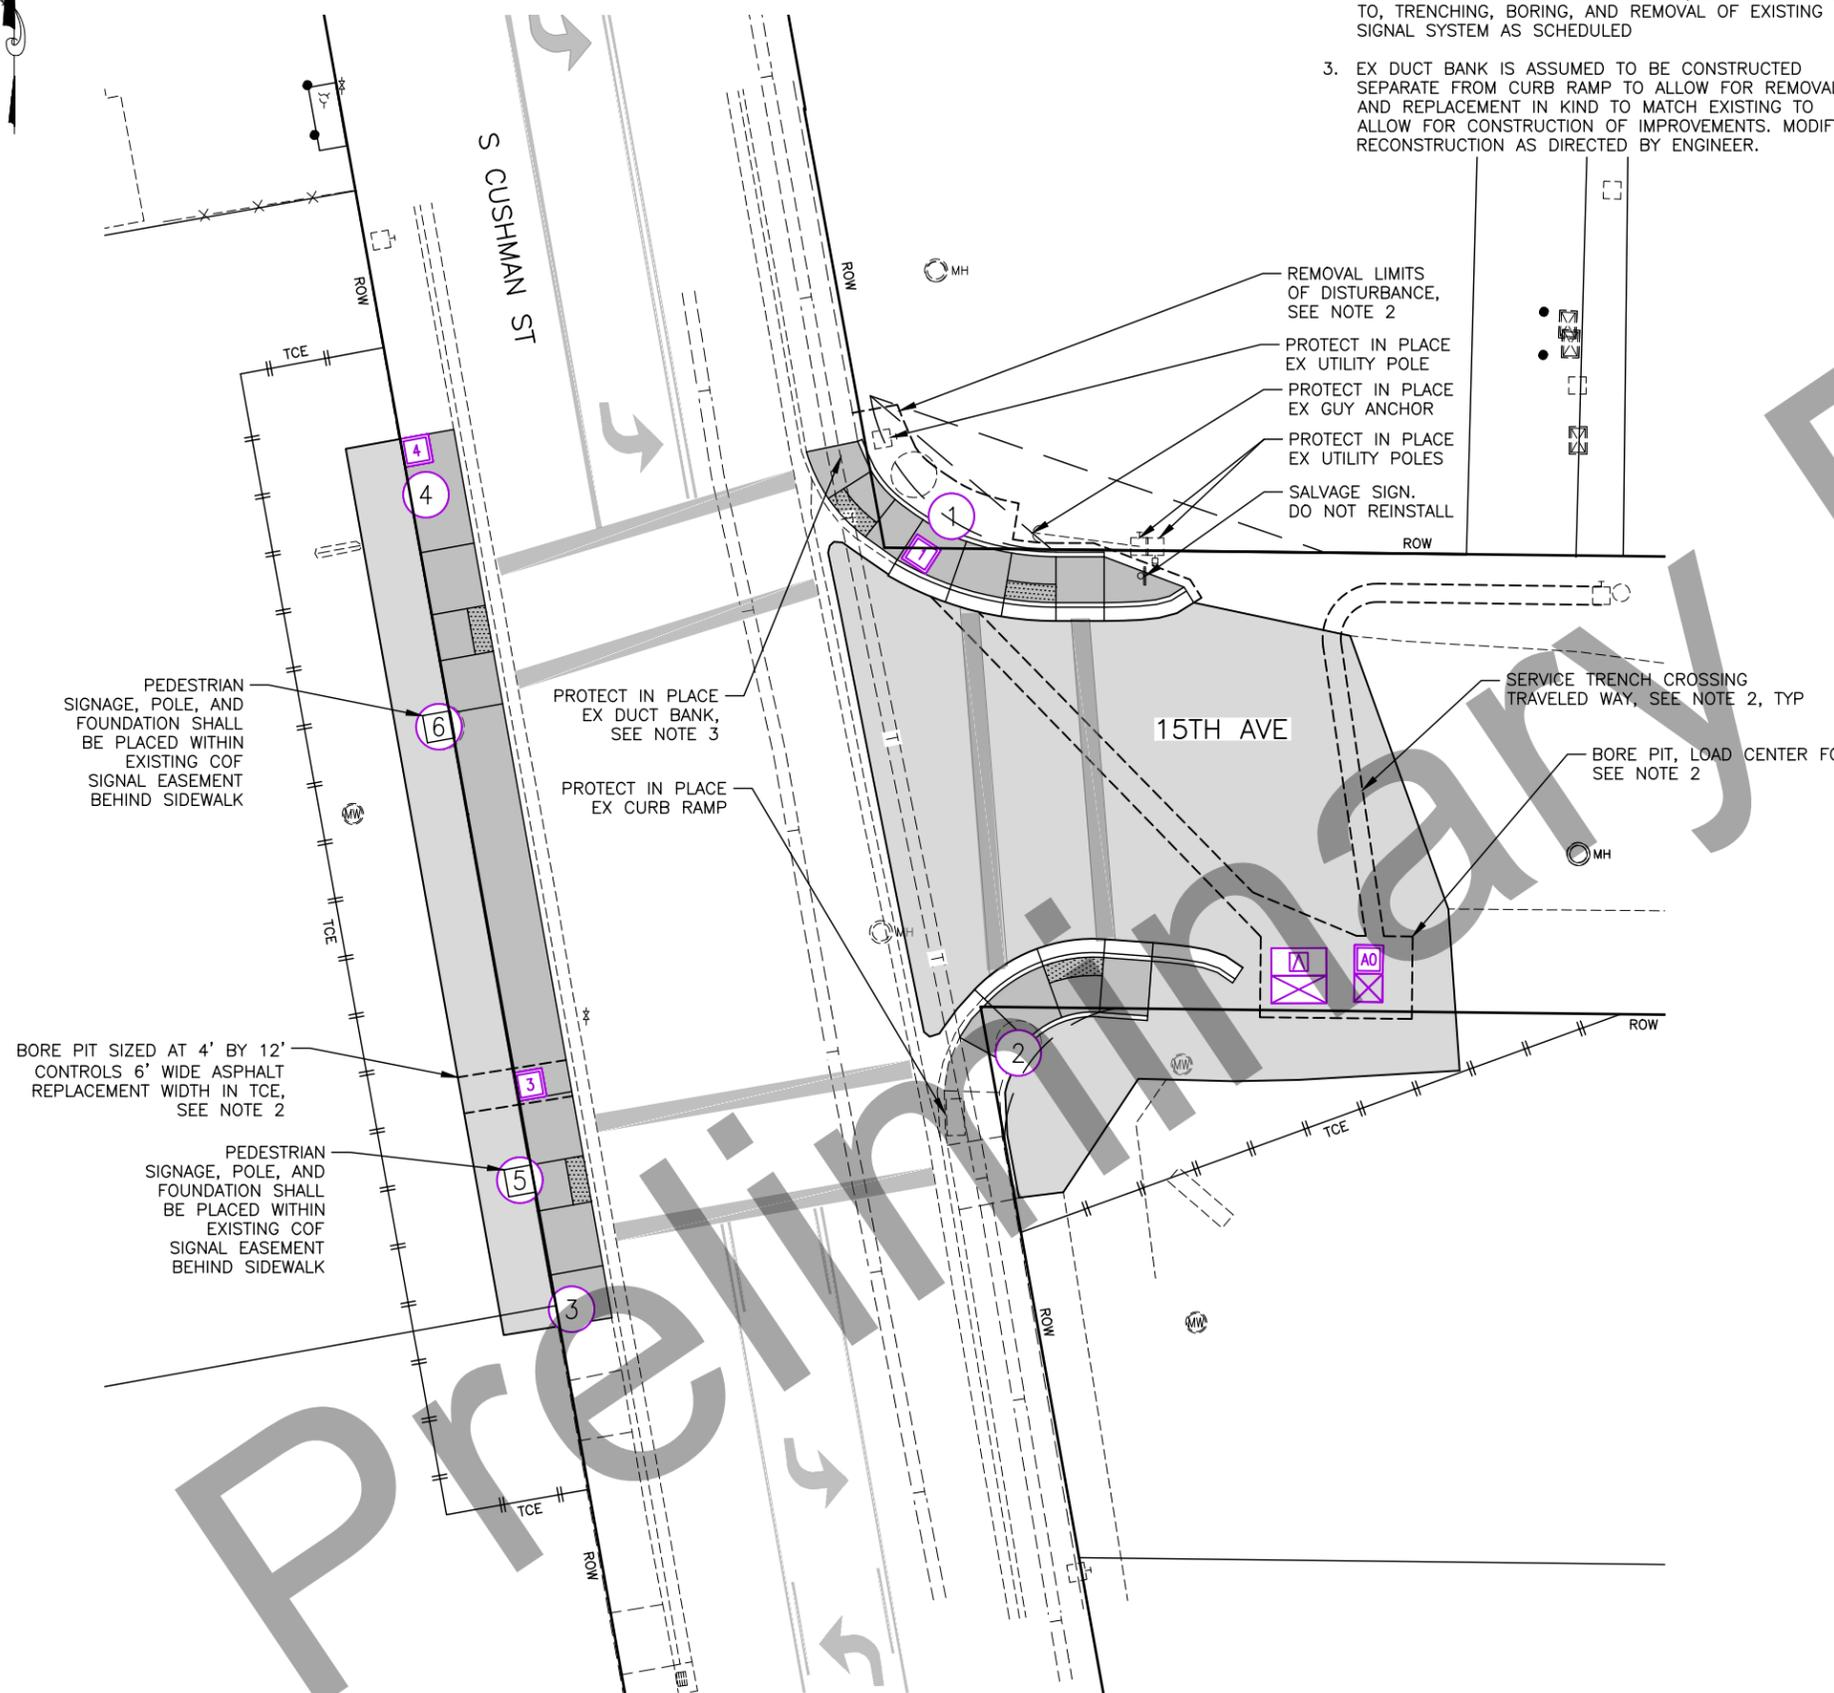 TO, TRENCHING, BORING, AND REMOVAL OF EXISTING
SIGNAL SYSTEM AS SCHEDULED
3. EX DUCT BANK IS ASSUMED TO BE CONSTRUCTED
SEPARATE FROM CURB RAMP TO ALLOW FOR REMOVAL
AND REPLACEMENT IN KIND TO MATCH EXISTING TO
ALLOW FOR CONSTRUCTION OF IMPROVEMENTS. MODIF
RECONSTRUCTION AS DIRECTED BY ENGINEER.
S CUSHMAN ST
ROW
ROW
MH
REMOVAL LIMITS
OF DISTURBANCE,
SEE NOTE 2
PROTECT IN PLACE
EX UTILITY POLE
PROTECT IN PLACE
EX GUY ANCHOR
PROTECT IN PLACE
EX UTILITY POLES
SALVAGE SIGN.
DO NOT REINSTALL
TCE
4
4
1
1
ROW
PEDESTRIAN
SIGNAGE, POLE, AND
FOUNDATION SHALL
BE PLACED WITHIN
EXISTING COF
SIGNAL EASEMENT
BEHIND SIDEWALK
6
PROTECT IN PLACE
EX DUCT BANK,
SEE NOTE 3
PROTECT IN PLACE
EX CURB RAMP
15TH AVE
SERVICE TRENCH CROSSING
TRAVELED WAY, SEE NOTE 2, TYP
BORE PIT, LOAD CENTER FO
SEE NOTE 2
MW
MH
TCE
MH
T
T
A0
ROW
BORE PIT SIZED AT 4' BY 12'
CONTROLS 6' WIDE ASPHALT
REPLACEMENT WIDTH IN TCE,
SEE NOTE 2
3
2
MW
TCE
PEDESTRIAN
SIGNAGE, POLE, AND
FOUNDATION SHALL
BE PLACED WITHIN
EXISTING COF
SIGNAL EASEMENT
BEHIND SIDEWALK
5
3
ROW
MW
TCE
ROW
Preliminary